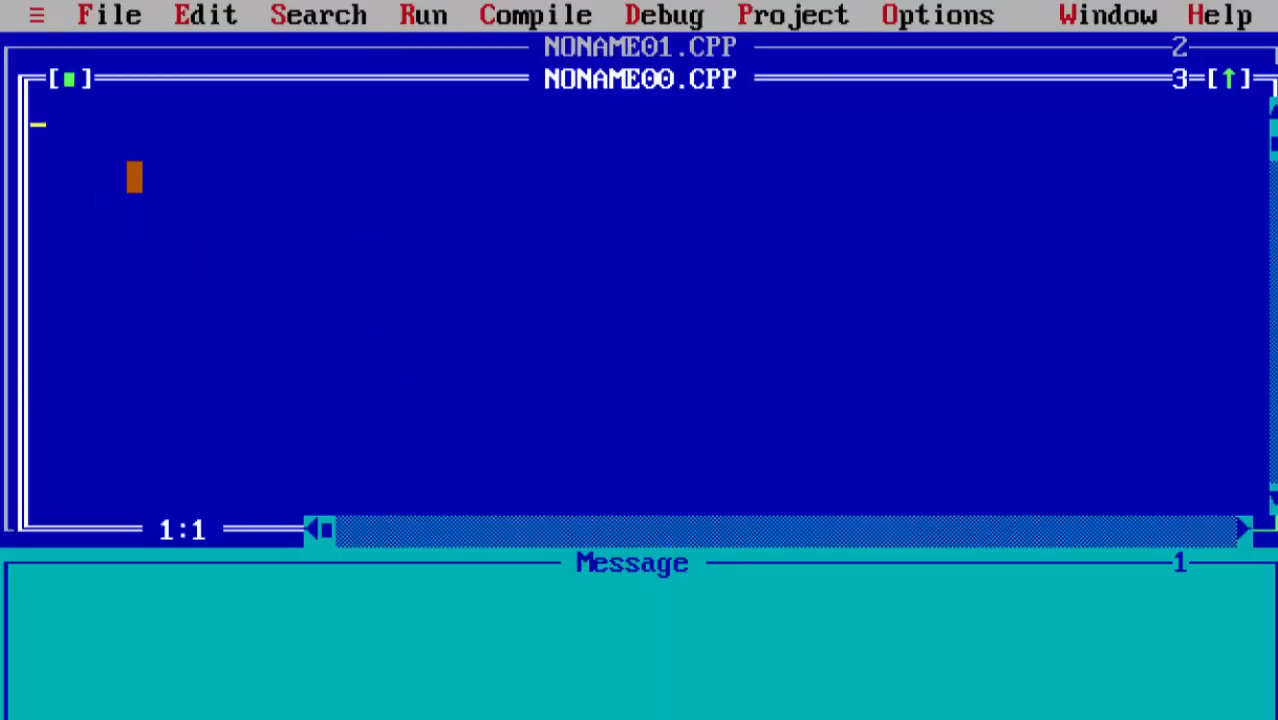 ≡ File Edit Search Run Compile Debug Project Options Window Help
NONAME01.CPP 2
[■] NONAME00.CPP 3=[↑]
1:1
Message 1